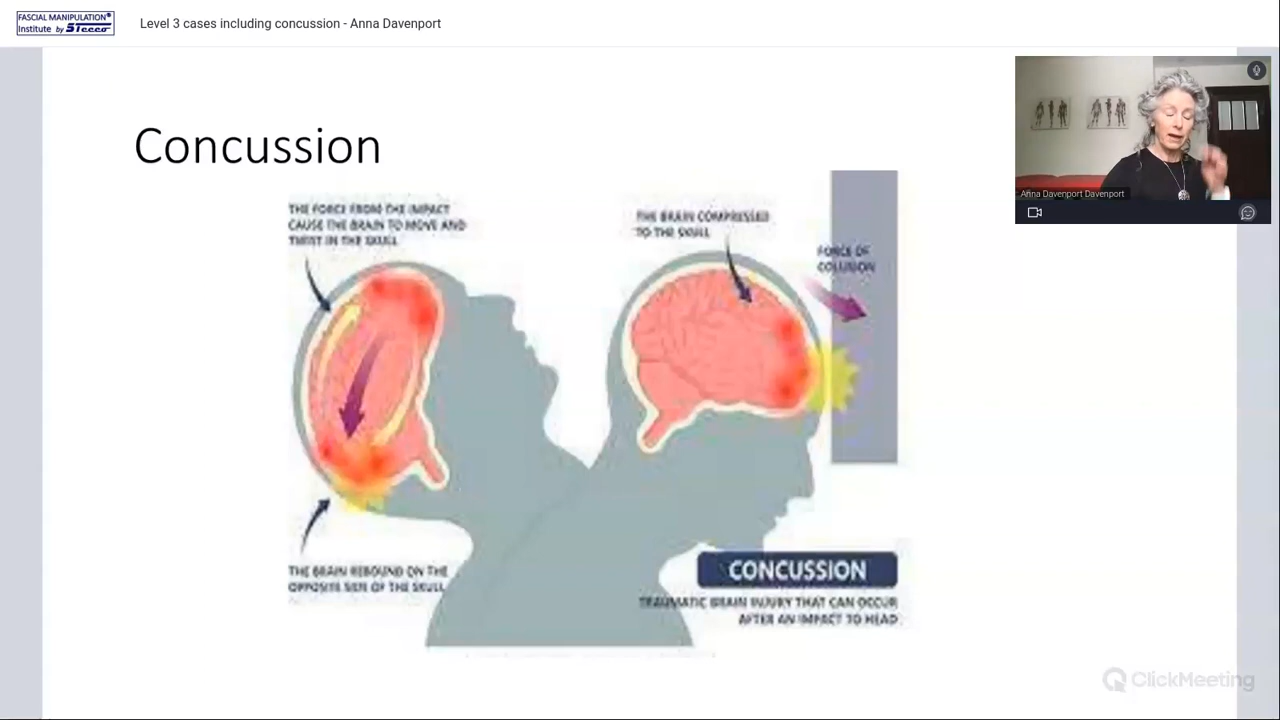 FASCIAL MANIPULATION®
Institute by Stecco
Level 3 cases including concussion - Anna Davenport
Anna Davenport Davenport
Concussion
THE FORCE FROM THE IMPACT
CAUSE THE BRAIN TO MOVE AND
TWIST IN THE SKULL
THE BRAIN COMPRESSED
TO THE SKULL
FORCE OF
COLLISION
THE BRAIN REBOUND ON THE
OPPOSITE SIDE OF THE SKULL
CONCUSSION
TRAUMATIC BRAIN INJURY THAT CAN OCCUR
AFTER AN IMPACT TO HEAD
ClickMeeting